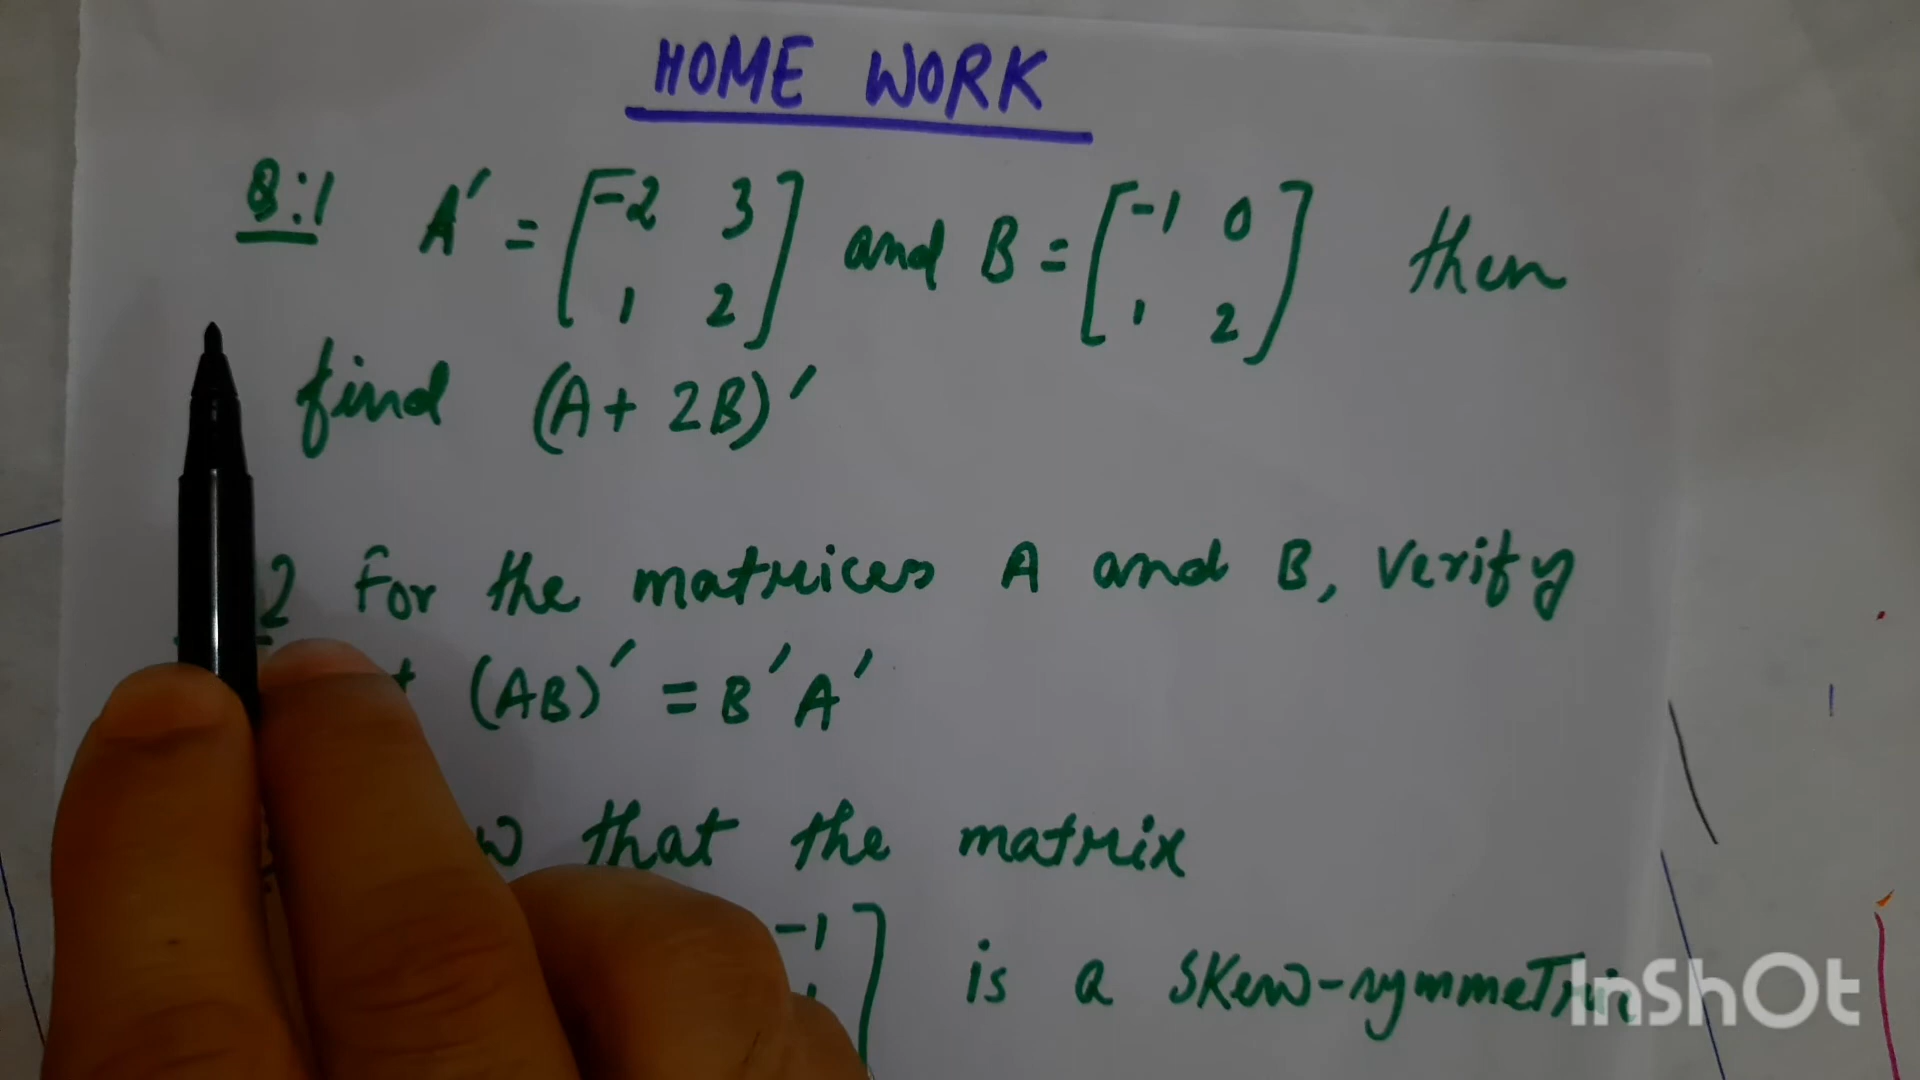 HOME WORK
Q:1 A' = [-2 3 and B = [-1 0 then
1 2] 1 2]
find (A+ 2B)'
2 For the matrices A and B, Verify
(AB)' = B'A'
that the matrix
-1
is a Skew-symmetric
InShOt